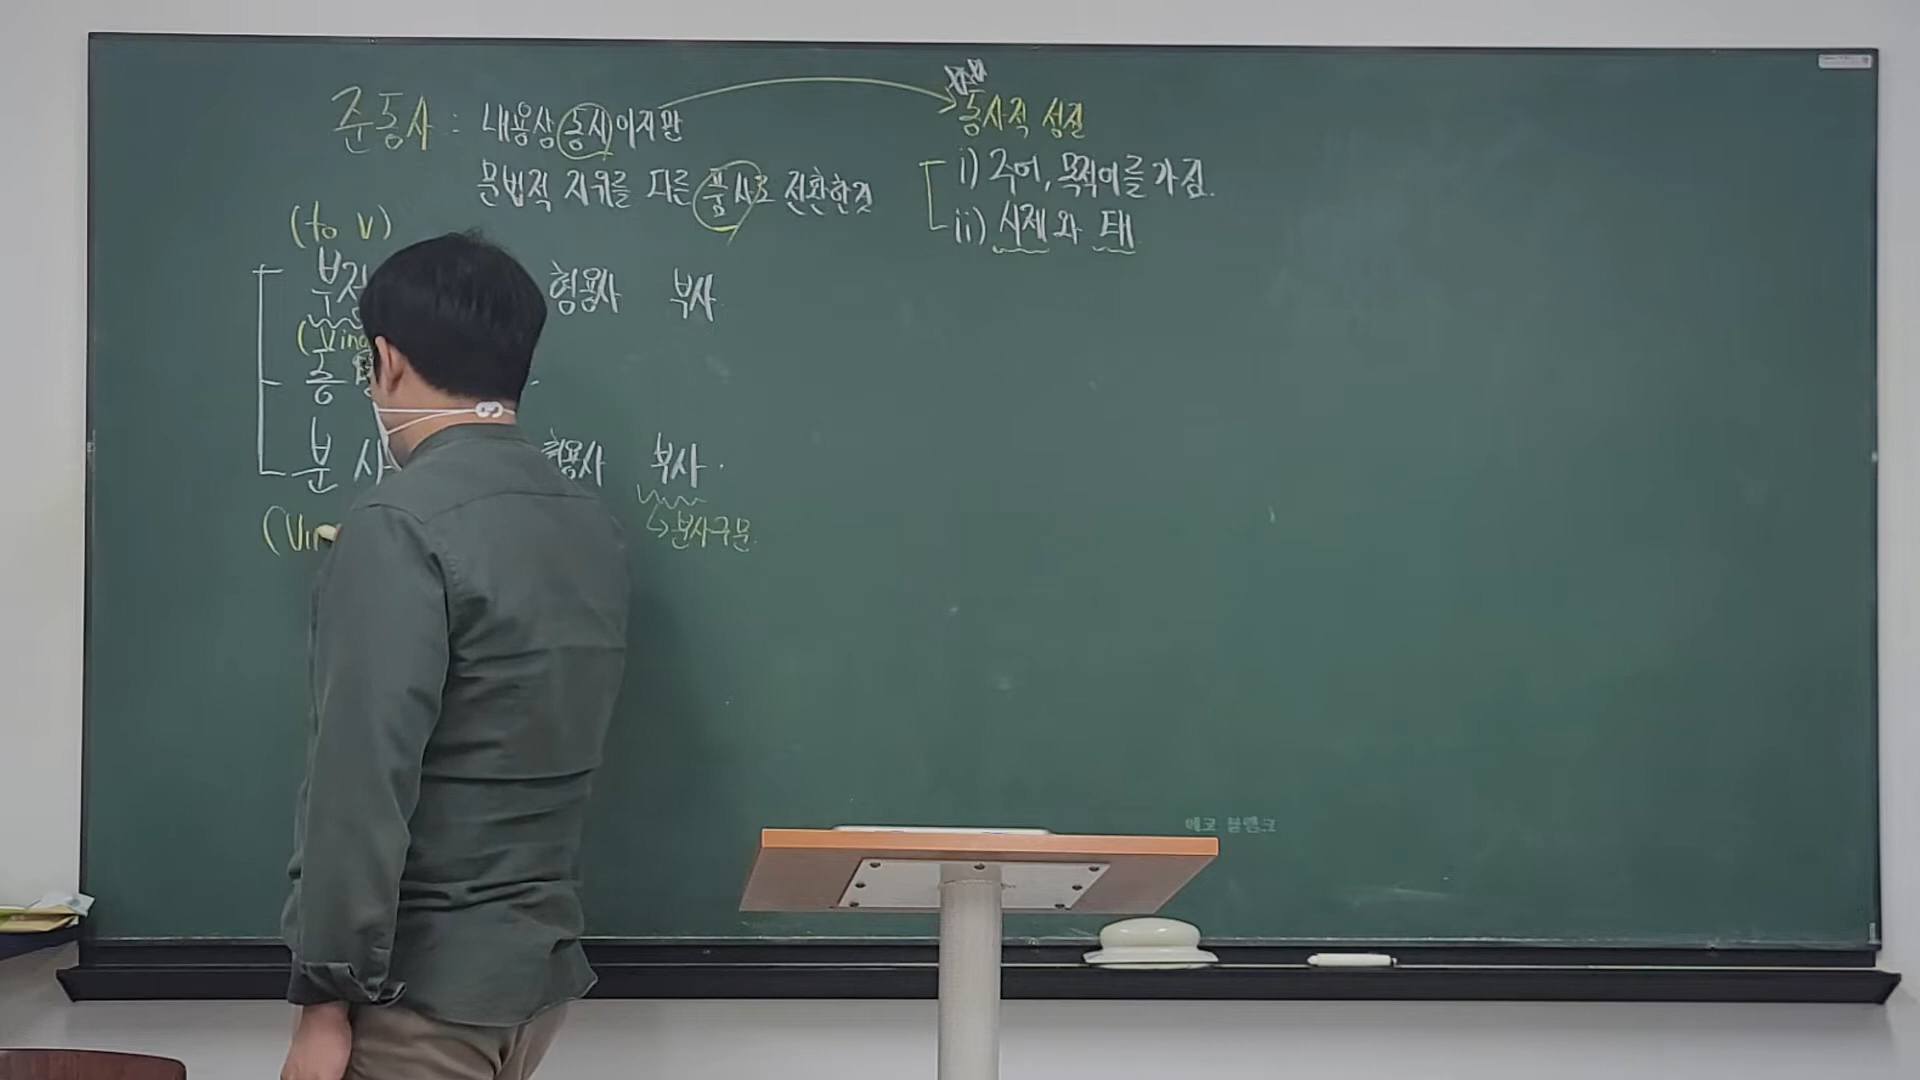 준동사 : 내용상 동사이지만
문법적 지위를 다른 품사로 전환한것
동사적 성질
i) 주어, 목적어를 가짐.
ii) 시제와 태
(to V)
부정 형용사 부사
(Ving
동명
분사 형용사 부사.
↳분사구문.
(Vin
에코 블랭크